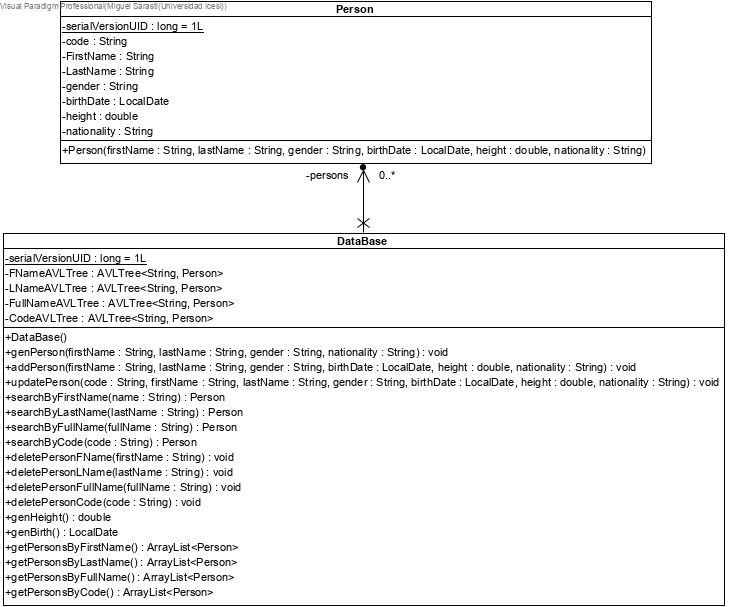 Visual Paradigm Professional(Miguel Sarasti(Universidad Icesi))
Person
-serialVersionUID : long = 1L
-code : String
-FirstName : String
-LastName : String
-gender : String
-birthDate : LocalDate
-height : double
-nationality : String
+Person(firstName : String, lastName : String, gender : String, birthDate : LocalDate, height : double, nationality : String)
-persons 0..*
DataBase
-serialVersionUID : long = 1L
-FNameAVLTree : AVLTree<String, Person>
-LNameAVLTree : AVLTree<String, Person>
-FullNameAVLTree : AVLTree<String, Person>
-CodeAVLTree : AVLTree<String, Person>
+DataBase()
+genPerson(firstName : String, lastName : String, gender : String, nationality : String) : void
+addPerson(firstName : String, lastName : String, gender : String, birthDate : LocalDate, height : double, nationality : String) : void
+updatePerson(code : String, firstName : String, lastName : String, gender : String, birthDate : LocalDate, height : double, nationality : String) : void
+searchByFirstName(name : String) : Person
+searchByLastName(lastName : String) : Person
+searchByFullName(fullName : String) : Person
+searchByCode(code : String) : Person
+deletePersonFName(firstName : String) : void
+deletePersonLName(lastName : String) : void
+deletePersonFullName(fullName : String) : void
+deletePersonCode(code : String) : void
+genHeight() : double
+genBirth() : LocalDate
+getPersonsByFirstName() : ArrayList<Person>
+getPersonsByLastName() : ArrayList<Person>
+getPersonsByFullName() : ArrayList<Person>
+getPersonsByCode() : ArrayList<Person>